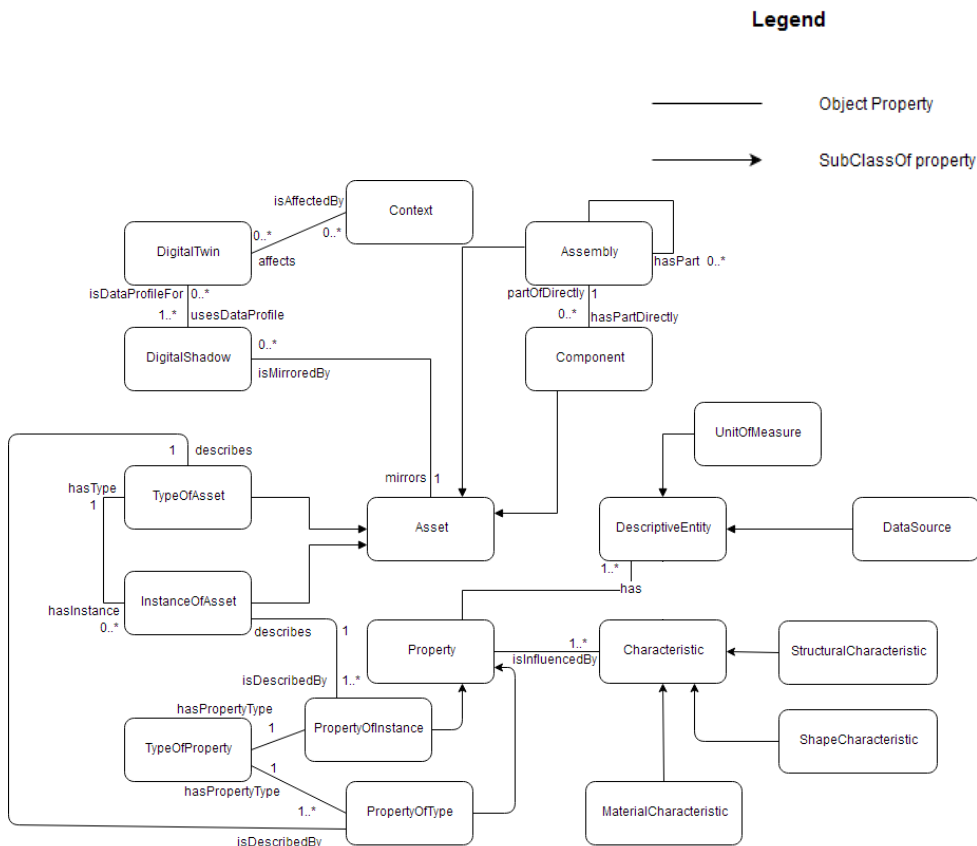 Legend
Object Property
SubClassOf property
isAffectedBy
Context
0..*
0..*
DigitalTwin
affects
Assembly
hasPart 0..*
isDataProfileFor 0..*
1..* usesDataProfile
partOfDirectly 1
0..* hasPartDirectly
DigitalShadow
0..*
isMirroredBy
Component
UnitOfMeasure
1 describes
hasType
1
TypeOfAsset
mirrors 1
Asset
DescriptiveEntity
DataSource
1..*
has
InstanceOfAsset
hasInstance
0..*
describes 1
Property
1..*
isInfluencedBy
Characteristic
StructuralCharacteristic
isDescribedBy 1..*
hasPropertyType
1
PropertyOfInstance
TypeOfProperty
ShapeCharacteristic
1
hasPropertyType
1..*
PropertyOfType
MaterialCharacteristic
isDescribedBy